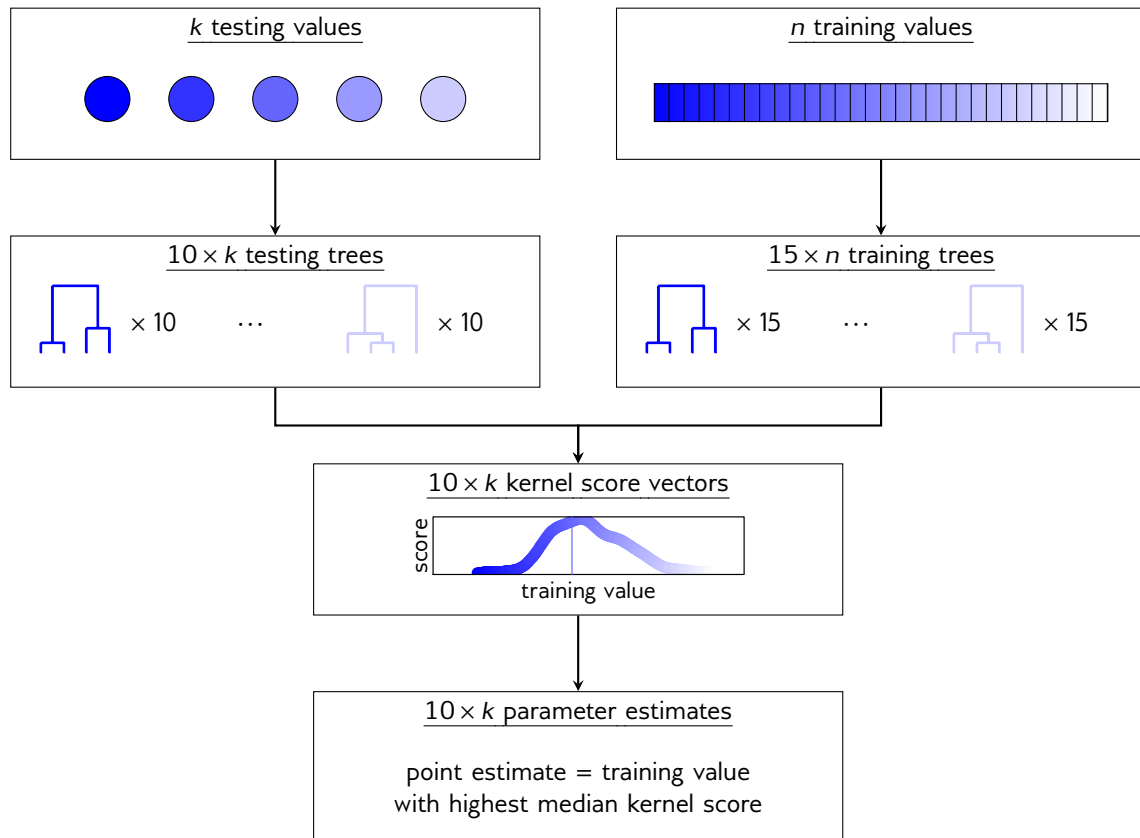 k testing values
n training values
10 × k testing trees
× 10 ... × 10
15 × n training trees
× 15 ... × 15
10 × k kernel score vectors
score
training value
10 × k parameter estimates
point estimate = training value
with highest median kernel score